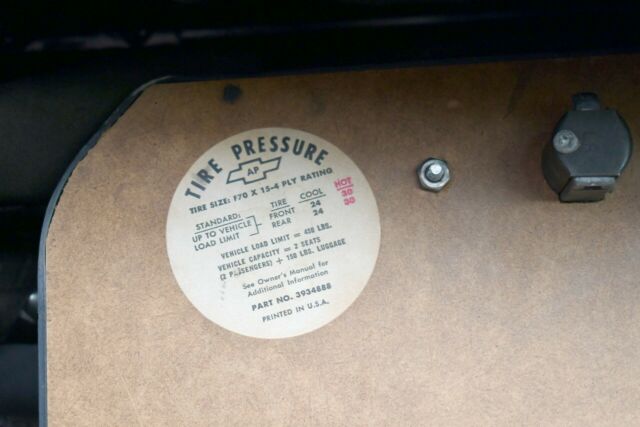 TIRE PRESSURE
AP
TIRE SIZE: F70 X 15-4 PLY RATING
STANDARD: TIRE COOL HOT
UP TO VEHICLE FRONT 24 30
LOAD LIMIT REAR 24 30
VEHICLE LOAD LIMIT = 450 LBS.
VEHICLE CAPACITY = 2 SEATS
(2 PASSENGERS) + 150 LBS. LUGGAGE
See Owner's Manual for
Additional Information
PART NO. 3934888
PRINTED IN U.S.A.